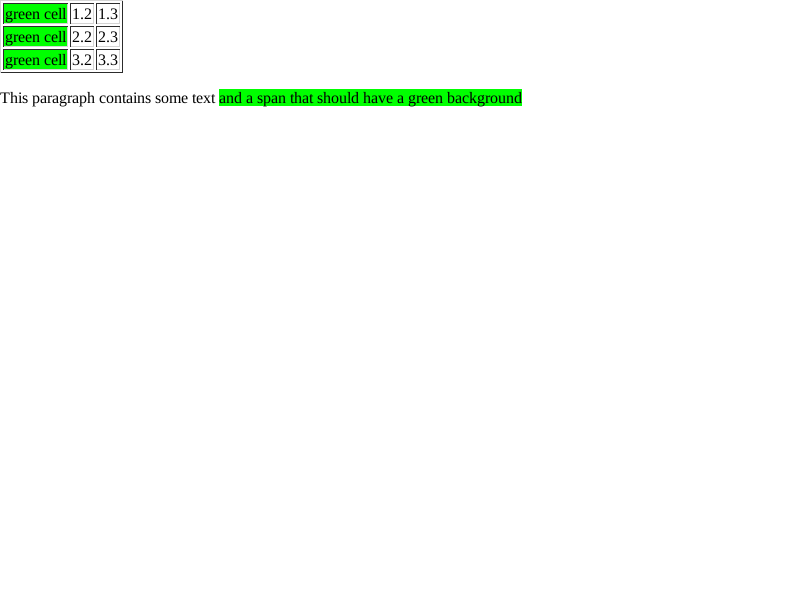 green cell 1.2 1.3
green cell 2.2 2.3
green cell 3.2 3.3
This paragraph contains some text and a span that should have a green background